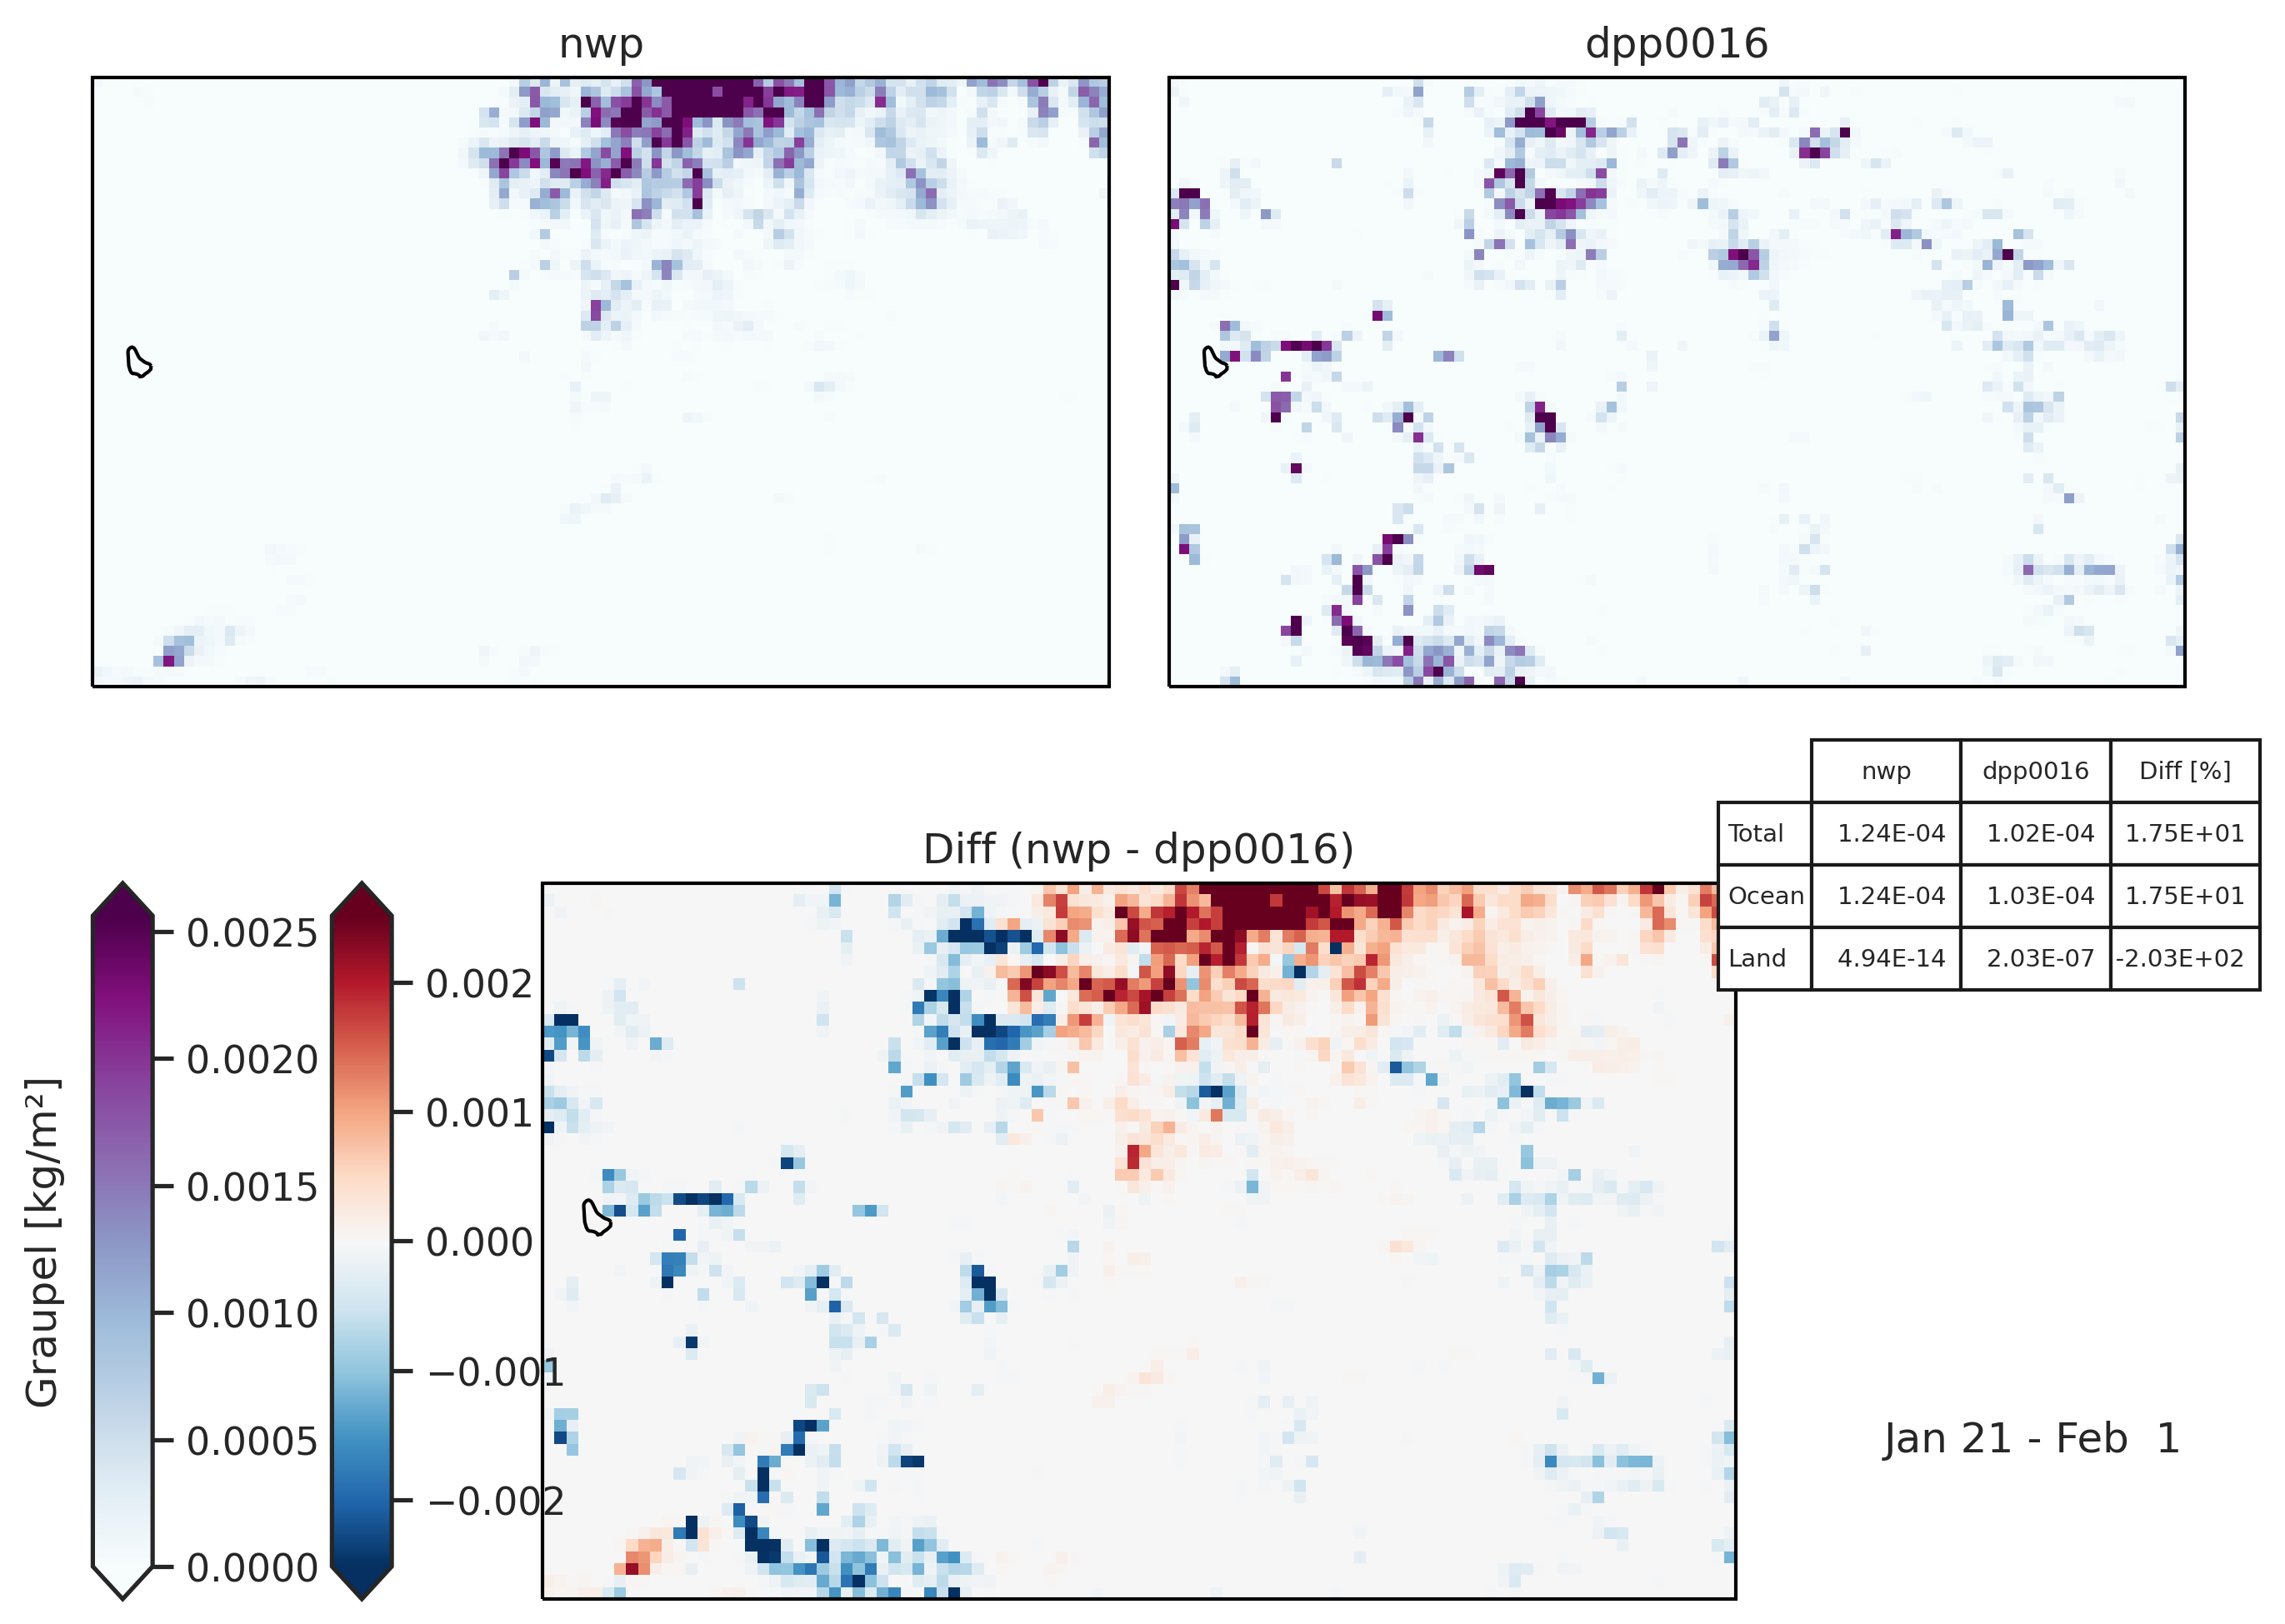 nwp
dpp0016
nwp dpp0016 Diff [%]
Total 1.24E-04 1.02E-04 1.75E+01
Ocean 1.24E-04 1.03E-04 1.75E+01
Land 4.94E-14 2.03E-07 -2.03E+02
Diff (nwp - dpp0016)
Graupel [kg/m²]
0.0025
0.0020
0.0015
0.0010
0.0005
0.0000
0.002
0.001
0.000
−0.001
−0.002
Jan 21 - Feb  1